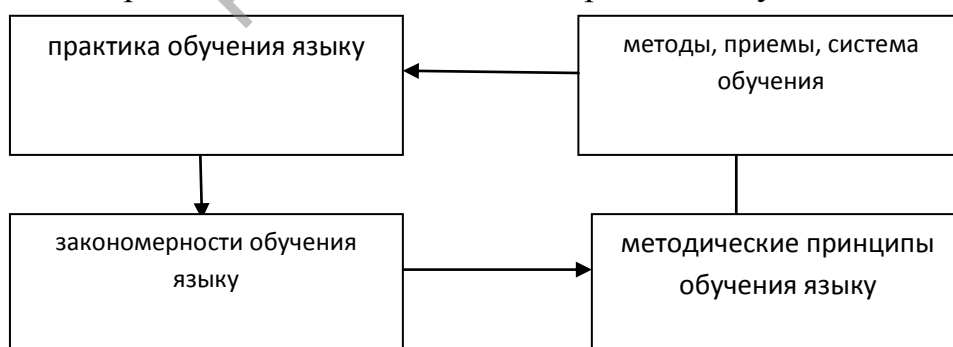 практика обучения языку
методы, приемы, система
обучения
закономерности обучения
языку
методические принципы
обучения языку